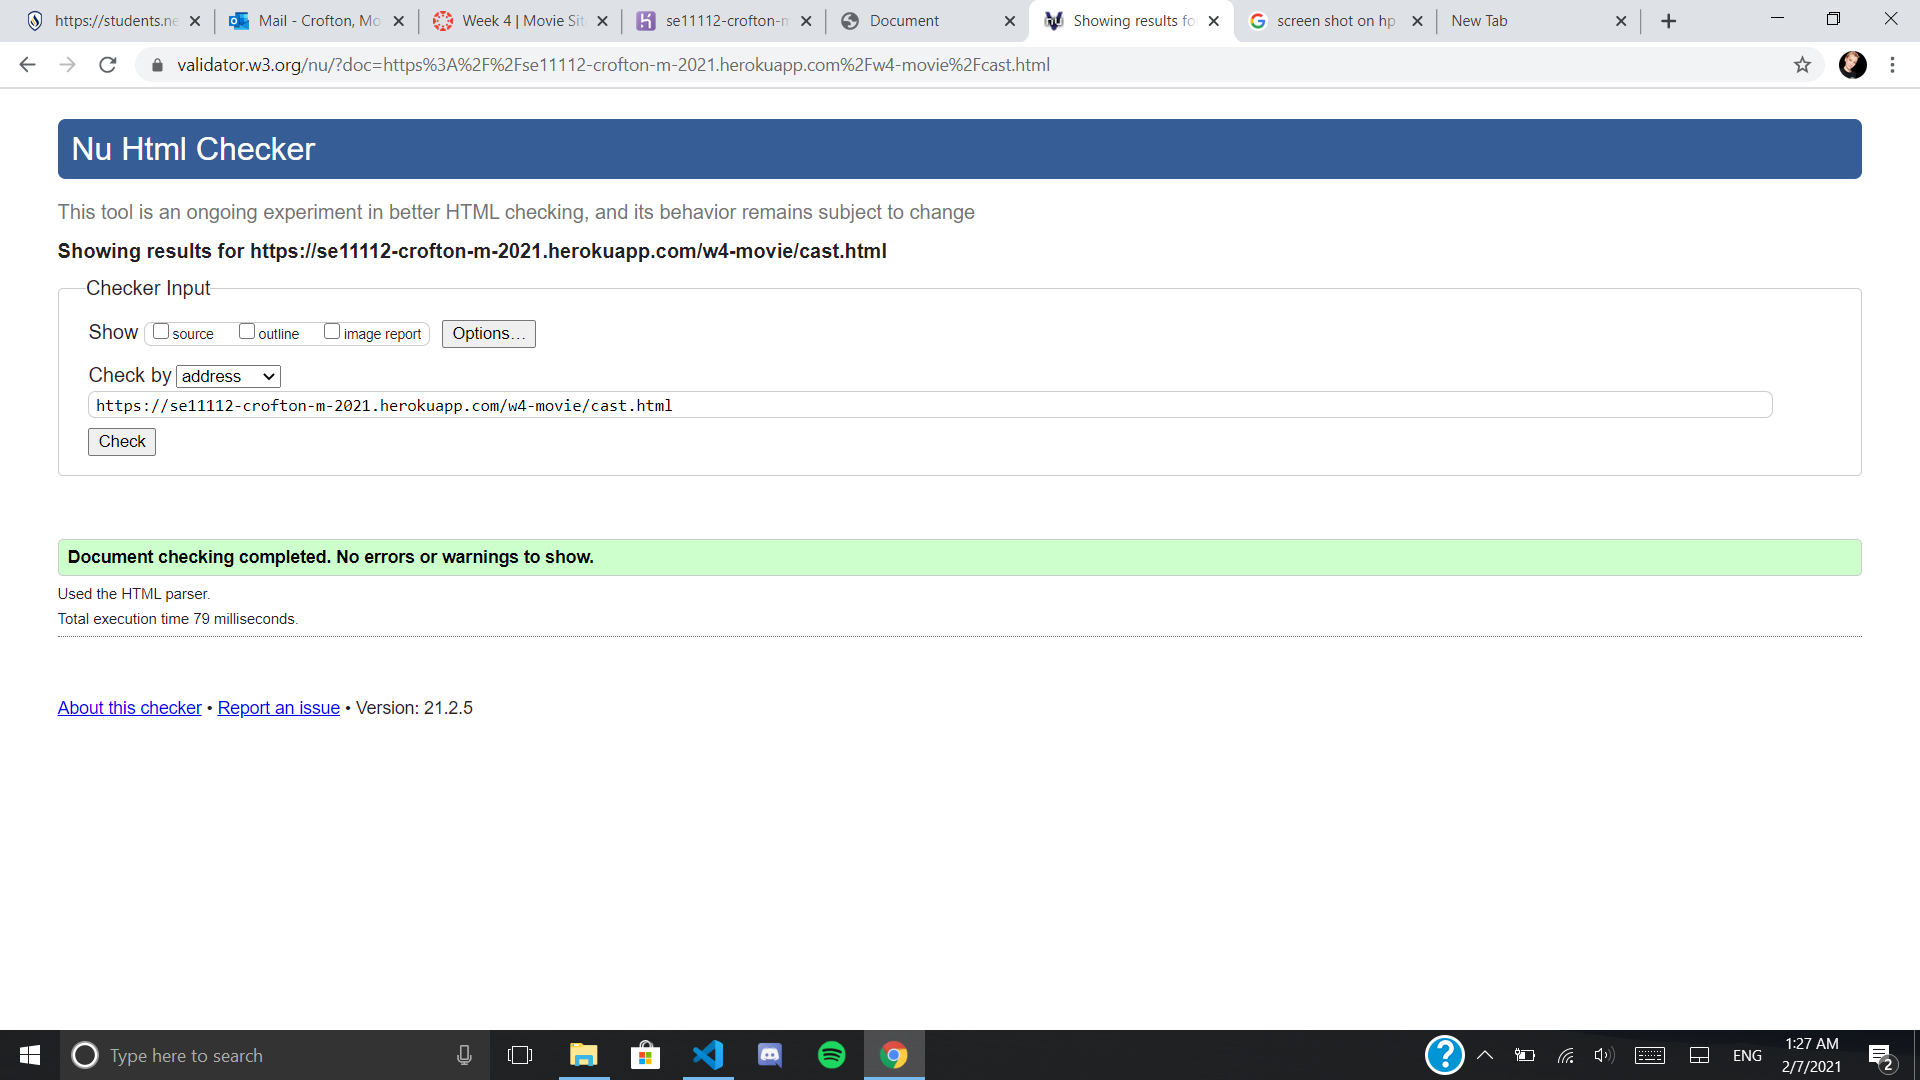 https://students.ne
Mail - Crofton, Mo
Week 4 | Movie Sit
se11112-crofton-m
Document
Showing results fo
screen shot on hp
New Tab
validator.w3.org/nu/?doc=https%3A%2F%2Fse11112-crofton-m-2021.herokuapp.com%2Fw4-movie%2Fcast.html
Nu Html Checker
This tool is an ongoing experiment in better HTML checking, and its behavior remains subject to change
Showing results for https://se11112-crofton-m-2021.herokuapp.com/w4-movie/cast.html
Checker Input
Show source outline image report Options...
Check by address
https://se11112-crofton-m-2021.herokuapp.com/w4-movie/cast.html
Check
Document checking completed. No errors or warnings to show.
Used the HTML parser.
Total execution time 79 milliseconds.
About this checker • Report an issue • Version: 21.2.5
Type here to search
ENG
1:27 AM
2/7/2021
2